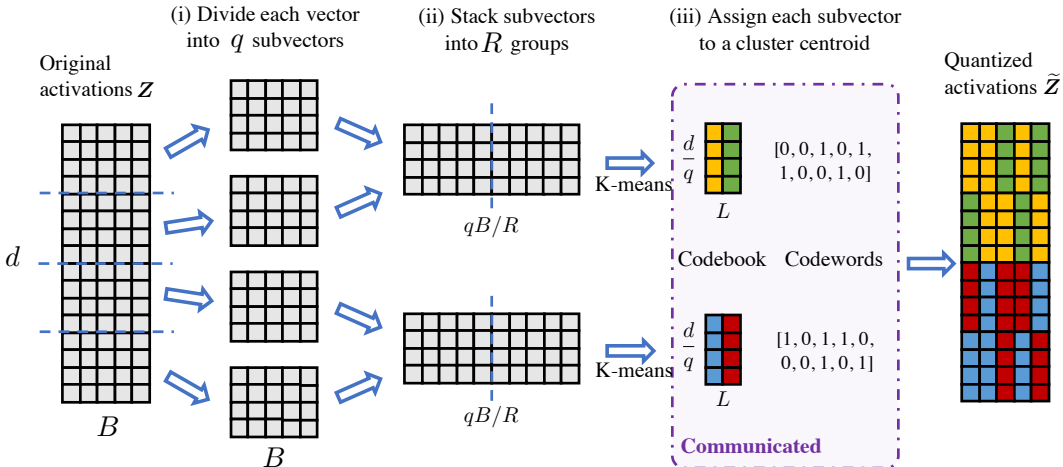 (i) Divide each vector
into q subvectors
(ii) Stack subvectors
into R groups
(iii) Assign each subvector
to a cluster centroid
Original
activations Z
Quantized
activations Z̃
d
B
B
qB/R
qB/R
K-means
K-means
d/q
L
[0, 0, 1, 0, 1,
1, 0, 0, 1, 0]
Codebook
Codewords
d/q
L
[1, 0, 1, 1, 0,
0, 0, 1, 0, 1]
Communicated